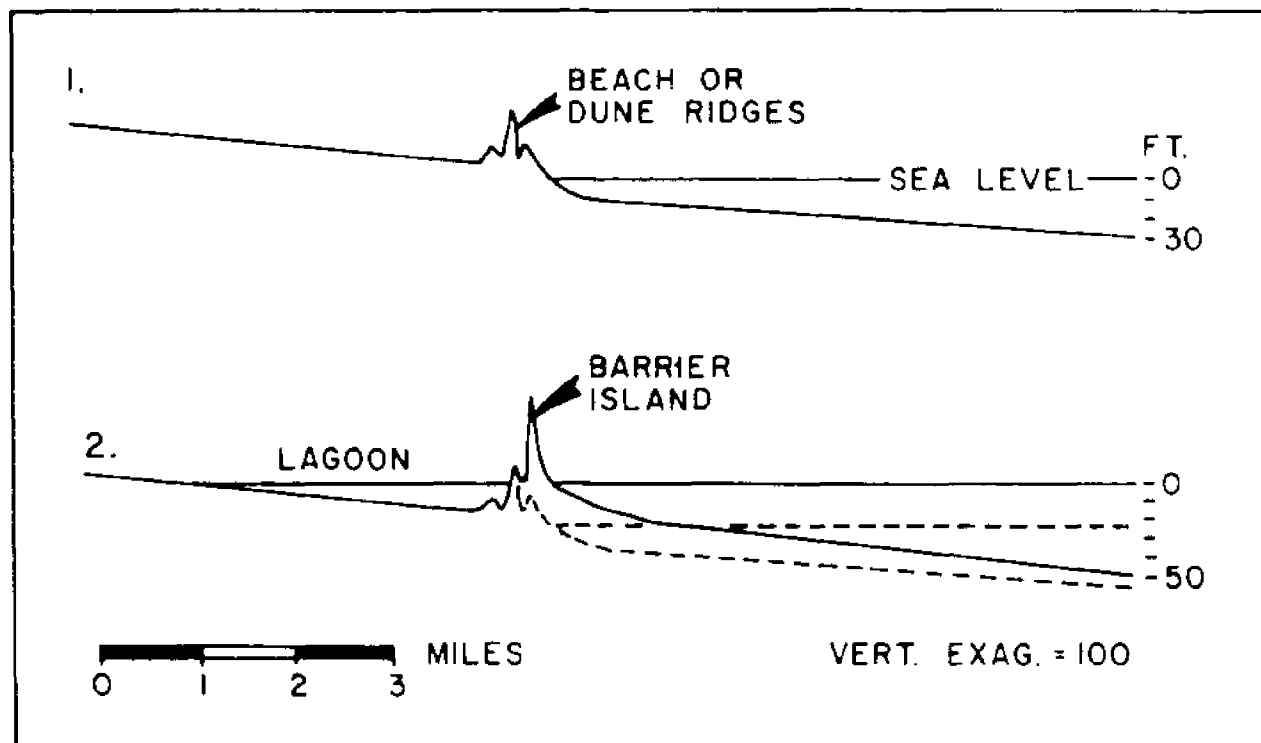 1.
BEACH OR
DUNE RIDGES
FT.
SEA LEVEL
-0
-30
BARRIER
ISLAND
2.
LAGOON
-0
-50
MILES
0 1 2 3
VERT. EXAG. = 100